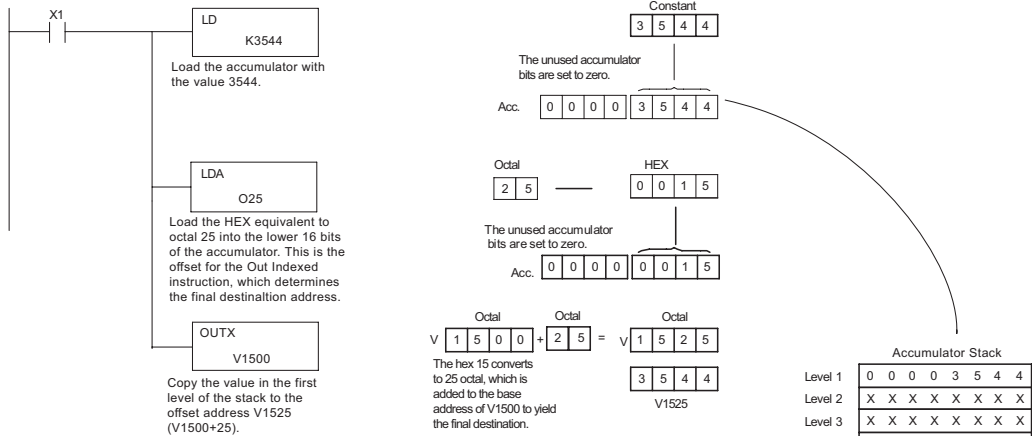 X1
LD
K3544
Load the accumulator with
the value 3544.
LDA
O25
Load the HEX equivalent to
octal 25 into the lower 16 bits
of the accumulator. This is the
offset for the Out Indexed
instruction, which determines
the final destinaltion address.
OUTX
V1500
Copy the value in the first
level of the stack to the
offset address V1525
(V1500+25).
Constant
3 5 4 4
The unused accumulator
bits are set to zero.
Acc. 0 0 0 0 3 5 4 4
Octal HEX
2 5 0 0 1 5
The unused accumulator
bits are set to zero.
Acc. 0 0 0 0 0 0 1 5
Octal Octal Octal
V 1 5 0 0 + 2 5 = V 1 5 2 5
The hex 15 converts
to 25 octal, which is
added to the base
address of V1500 to yield
the final destination.
3 5 4 4
V1525
Accumulator Stack
Level 1 0 0 0 0 3 5 4 4
Level 2 X X X X X X X X
Level 3 X X X X X X X X